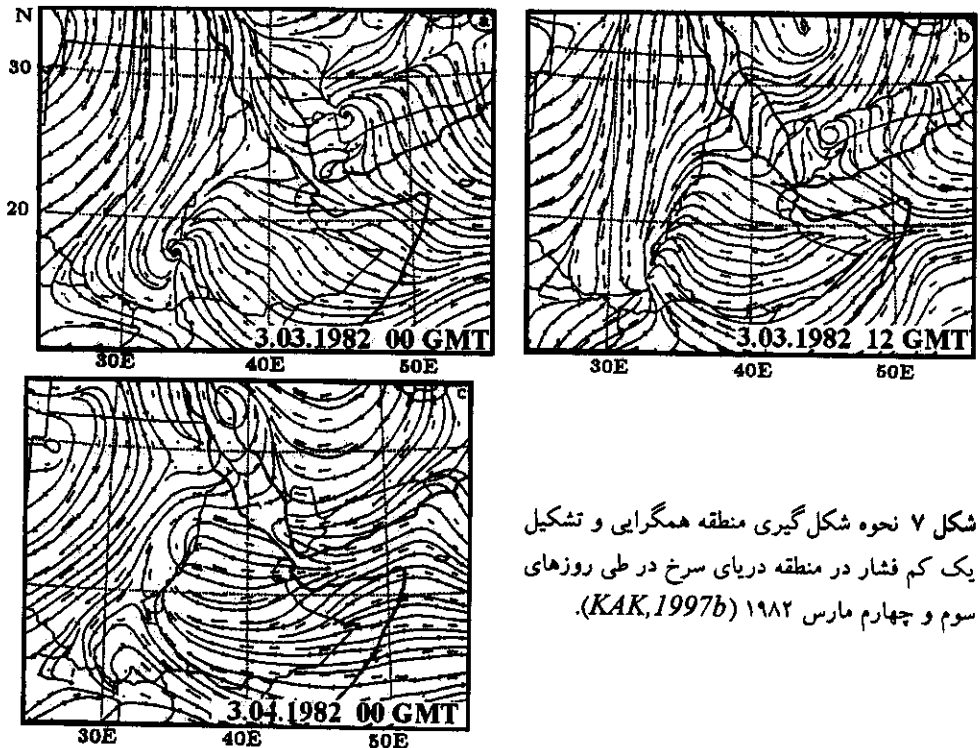 N
a
30
20
3.03.1982 00 GMT
30E 40E 50E
b
3.03.1982 12 GMT
30E 40E 50E
c
3.04.1982 00 GMT
30E 40E 50E
شکل ۷ نحوه شکل گیری منطقه همگرایی و تشکیل
یک کم فشار در منطقه دریای سرخ در طی روزهای
سوم و چهارم مارس ۱۹۸۲ (KAK,1997b).